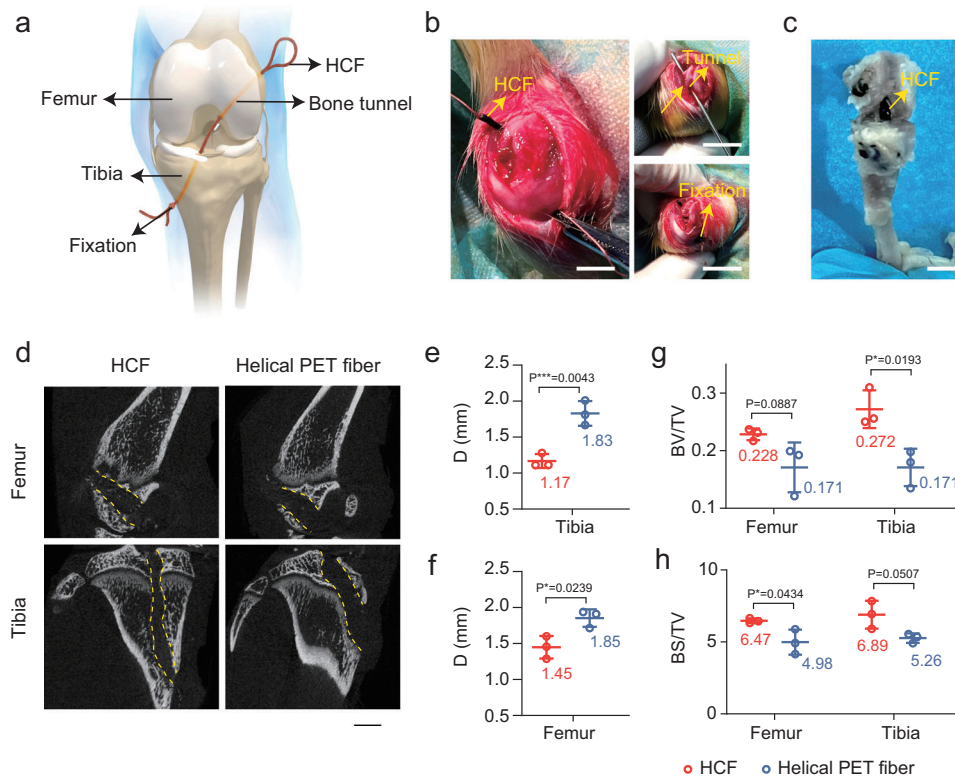 a
HCF
Femur
Bone tunnel
Tibia
Fixation
b
HCF
Tunnel
Fixation
c
HCF
d
HCF
Helical PET fiber
Femur
Tibia
e
2.5
2.0
1.5
1.0
0.5
D (mm)
P***=0.0043
1.83
1.17
Tibia
f
2.5
2.0
1.5
1.0
0.5
D (mm)
P*=0.0239
1.85
1.45
Femur
g
0.3
0.2
0.1
BV/TV
P=0.0887
P*=0.0193
0.228
0.171
0.272
0.171
Femur
Tibia
h
10
5
0
BS/TV
P*=0.0434
P=0.0507
6.47
4.98
6.89
5.26
Femur
Tibia
HCF
Helical PET fiber